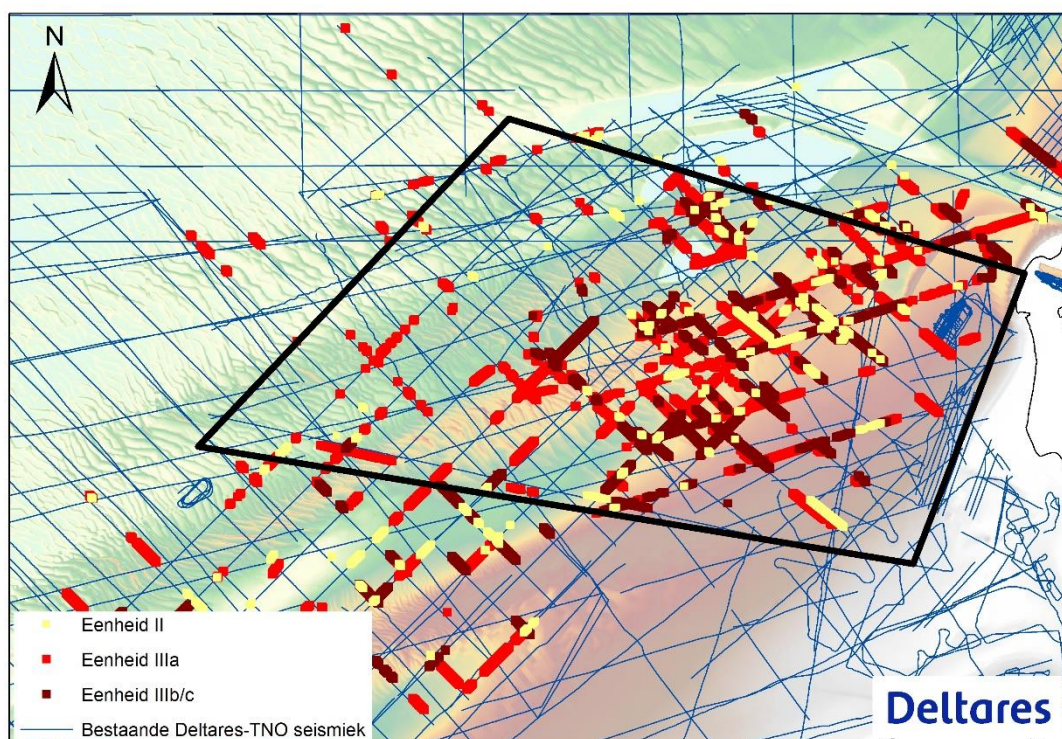 N
Eenheid II
Eenheid IIIa
Eenheid IIIb/c
Bestaande Deltares-TNO seismiek
Deltares